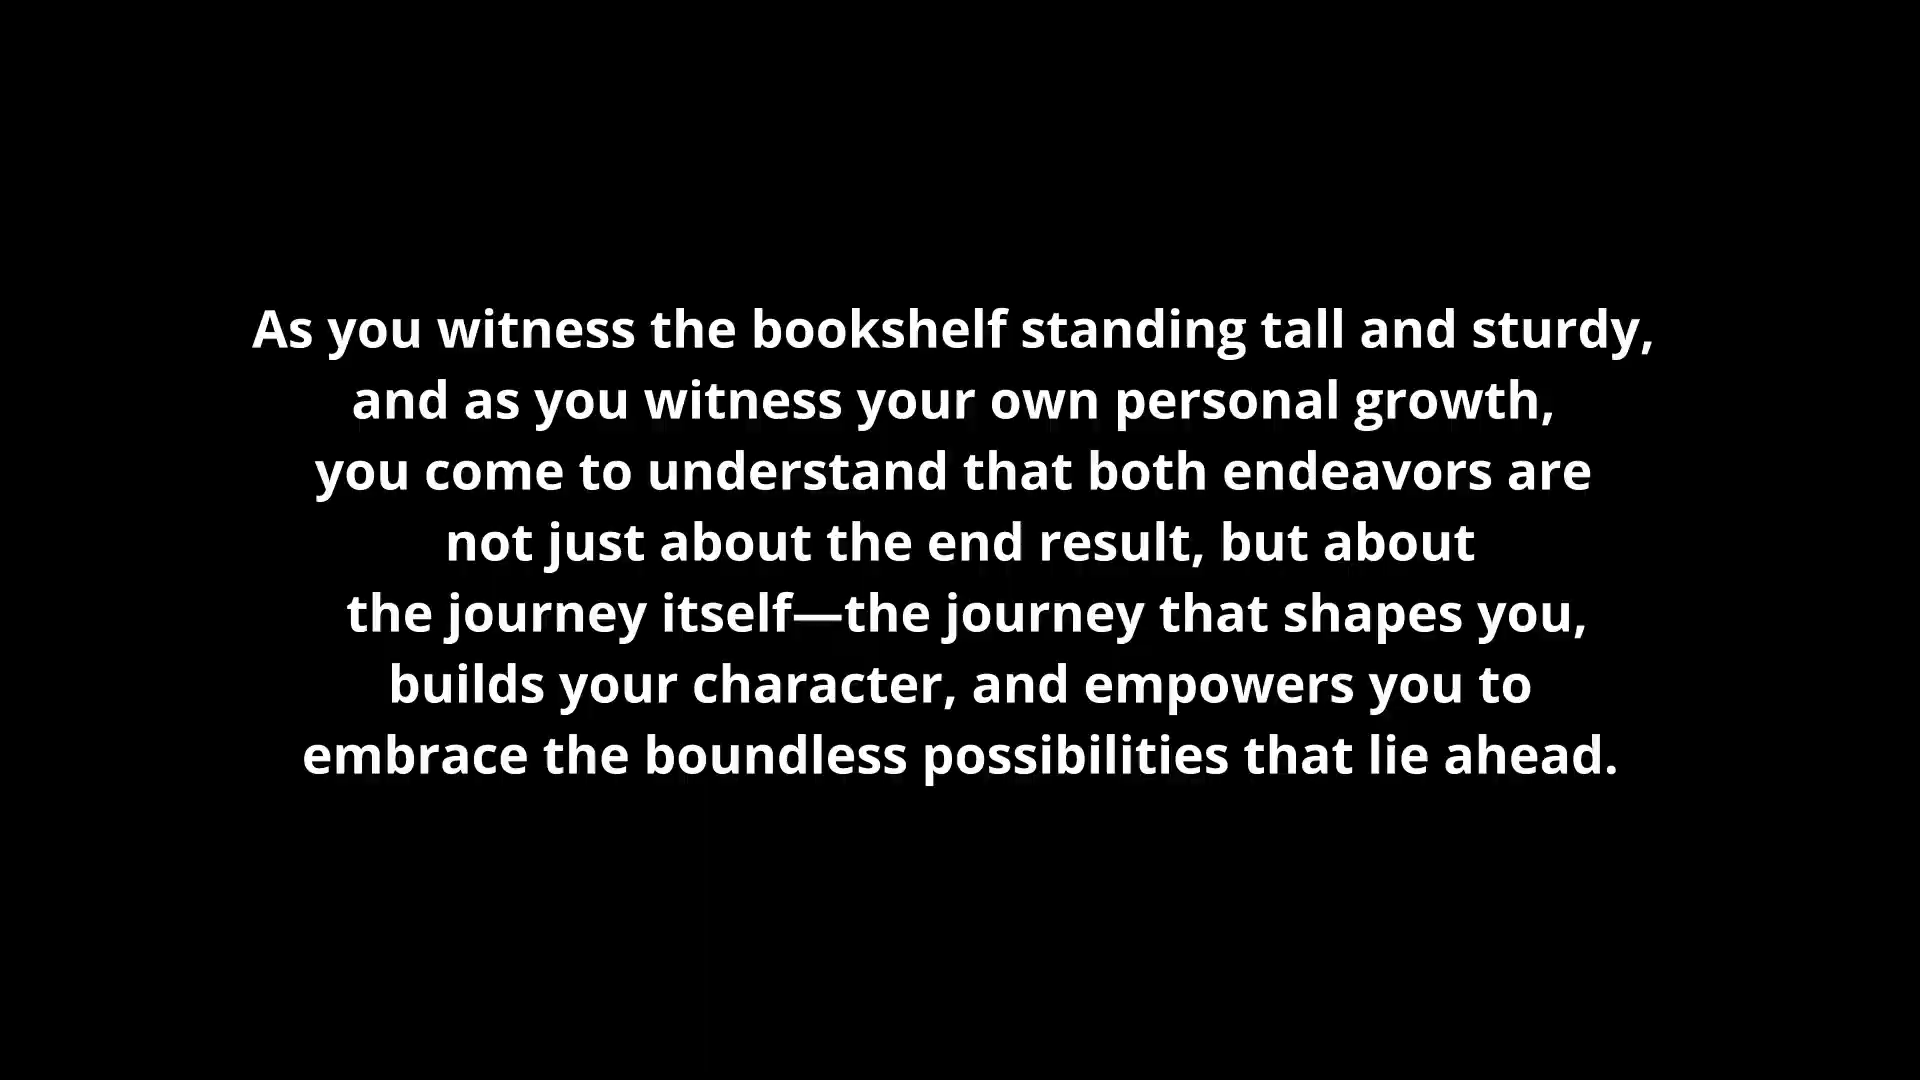 As you witness the bookshelf standing tall and sturdy,
and as you witness your own personal growth,
you come to understand that both endeavors are
not just about the end result, but about
the journey itself—the journey that shapes you,
builds your character, and empowers you to
embrace the boundless possibilities that lie ahead.